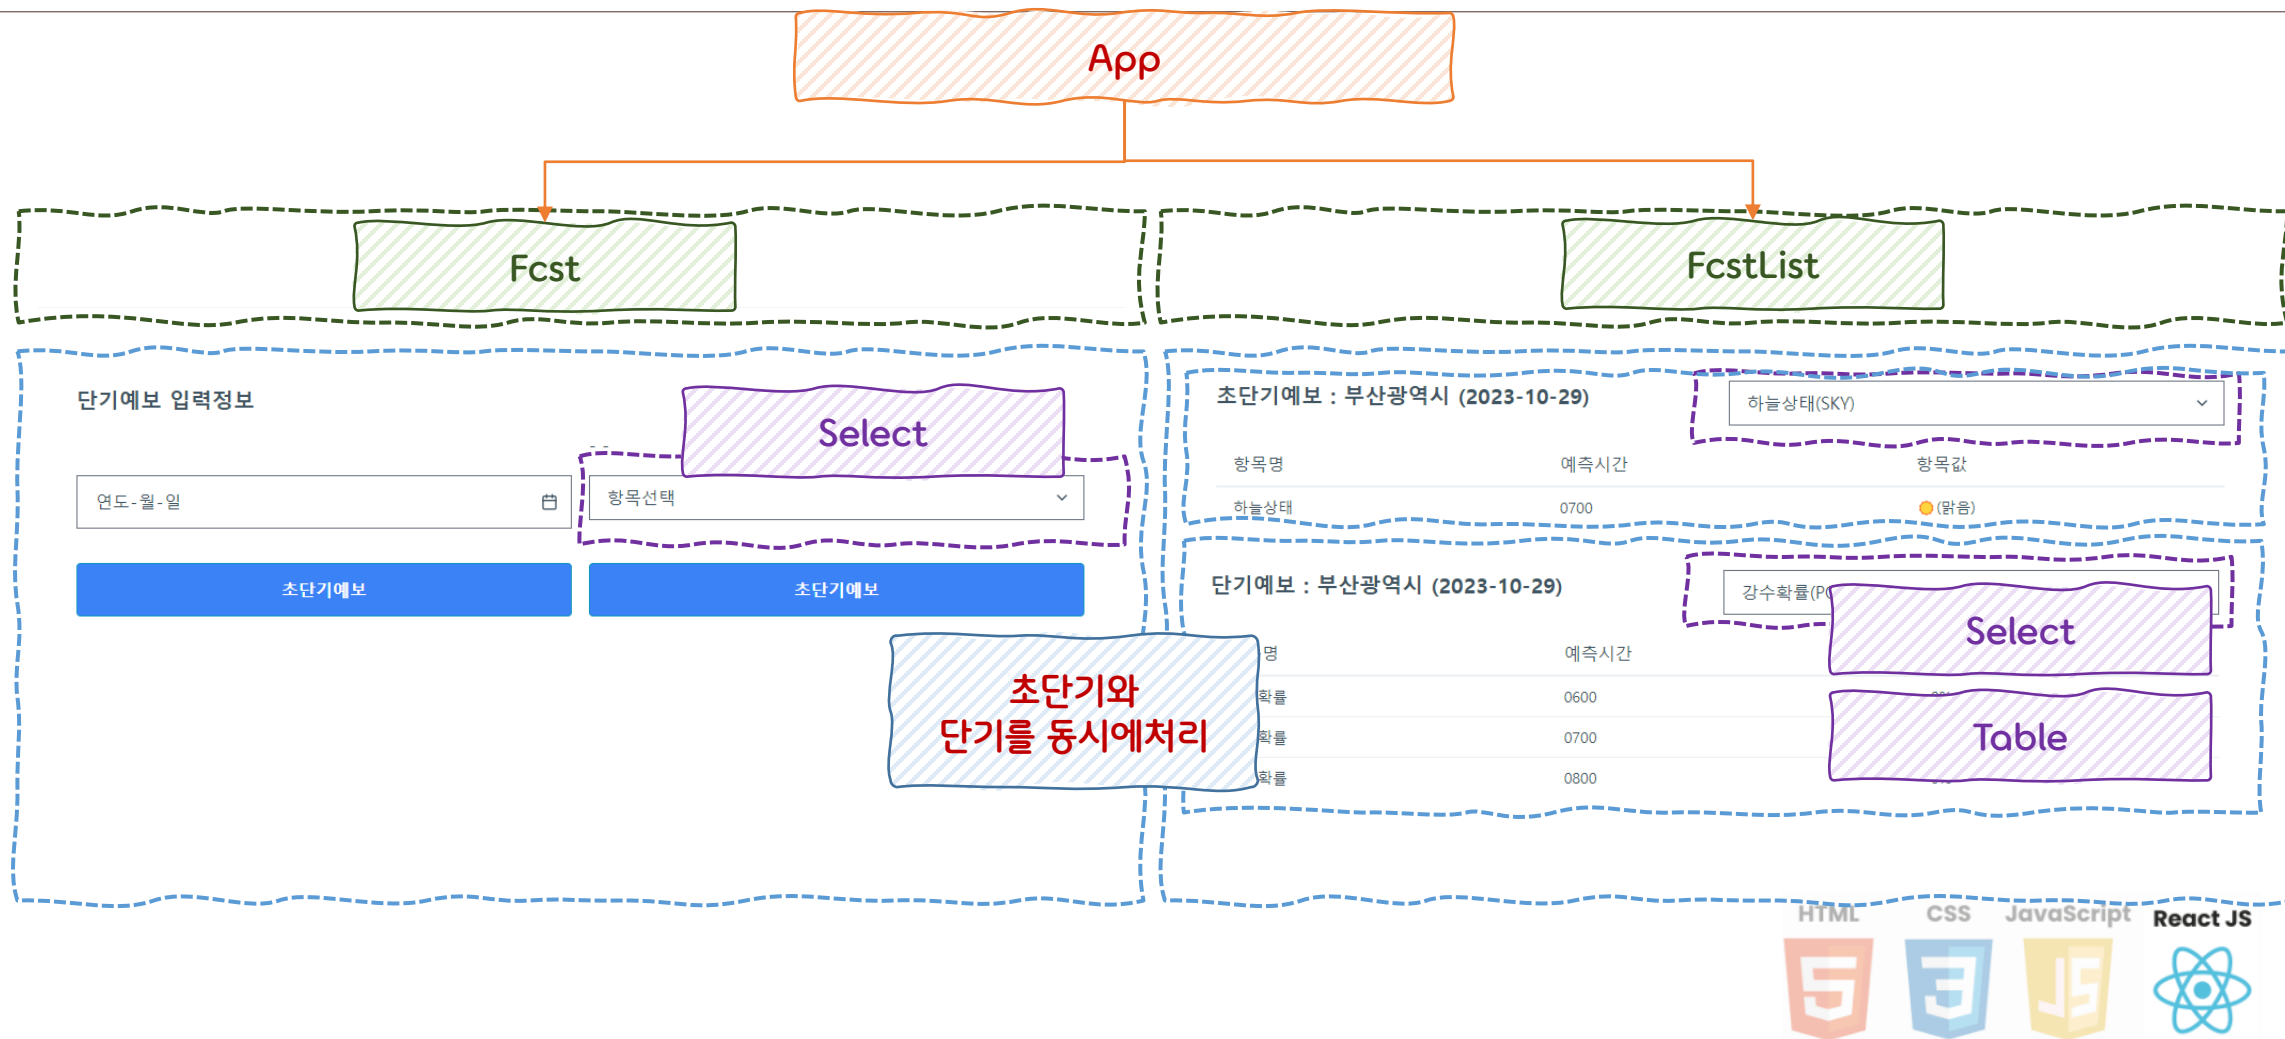 App
Fcst
FcstList
단기예보 입력정보
Select
연도-월-일
항목선택
초단기예보
초단기예보
초단기예보 : 부산광역시 (2023-10-29)
하늘상태(SKY)
항목명 예측시간 항목값
하늘상태 0700 (맑음)
단기예보 : 부산광역시 (2023-10-29)
강수확률(PO
Select
명 예측시간
확률 0600
확률 0700
확률 0800
Table
초단기와
단기를 동시에처리
HTML CSS JavaScript React JS